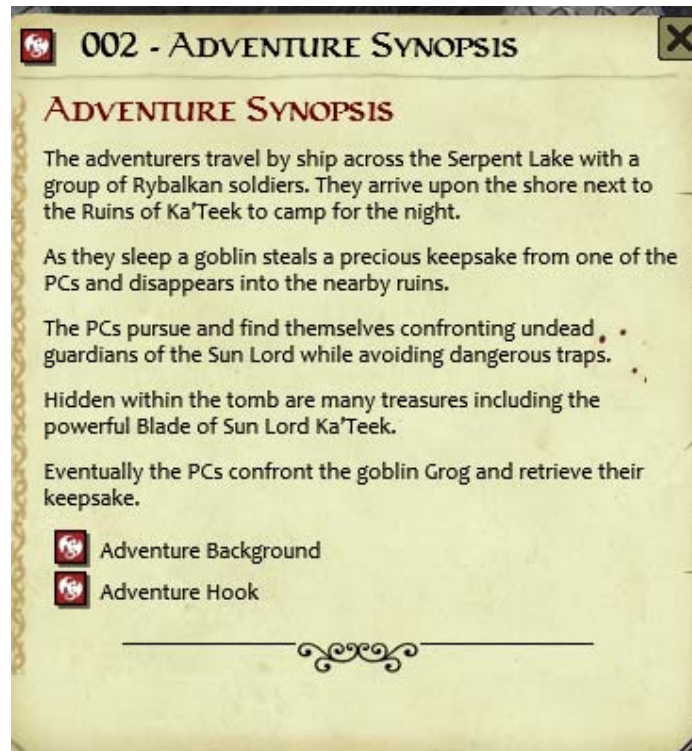 002 - Adventure Synopsis
Adventure Synopsis
The adventurers travel by ship across the Serpent Lake with a
group of Rybalkan soldiers. They arrive upon the shore next to
the Ruins of Ka'Teek to camp for the night.
As they sleep a goblin steals a precious keepsake from one of the
PCs and disappears into the nearby ruins.
The PCs pursue and find themselves confronting undead
guardians of the Sun Lord while avoiding dangerous traps.
Hidden within the tomb are many treasures including the
powerful Blade of Sun Lord Ka'Teek.
Eventually the PCs confront the goblin Grog and retrieve their
keepsake.
Adventure Background
Adventure Hook